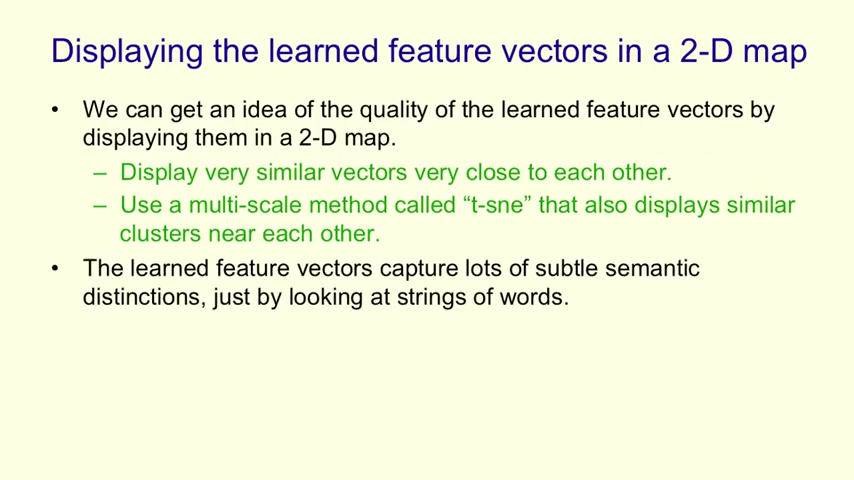 Displaying the learned feature vectors in a 2-D map
• We can get an idea of the quality of the learned feature vectors by
displaying them in a 2-D map.
– Display very similar vectors very close to each other.
– Use a multi-scale method called “t-sne” that also displays similar
clusters near each other.
• The learned feature vectors capture lots of subtle semantic
distinctions, just by looking at strings of words.